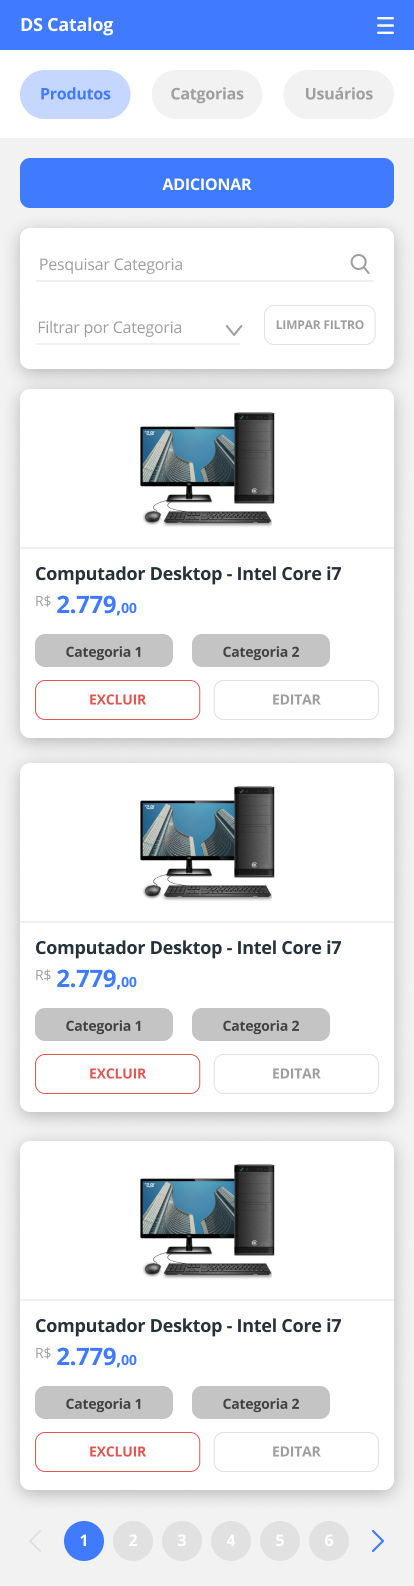 DS Catalog
Produtos Catgorias Usuários
ADICIONAR
Pesquisar Categoria
Filtrar por Categoria LIMPAR FILTRO
Computador Desktop - Intel Core i7
R$ 2.779,00
Categoria 1 Categoria 2
EXCLUIR EDITAR
Computador Desktop - Intel Core i7
R$ 2.779,00
Categoria 1 Categoria 2
EXCLUIR EDITAR
Computador Desktop - Intel Core i7
R$ 2.779,00
Categoria 1 Categoria 2
EXCLUIR EDITAR
1 2 3 4 5 6